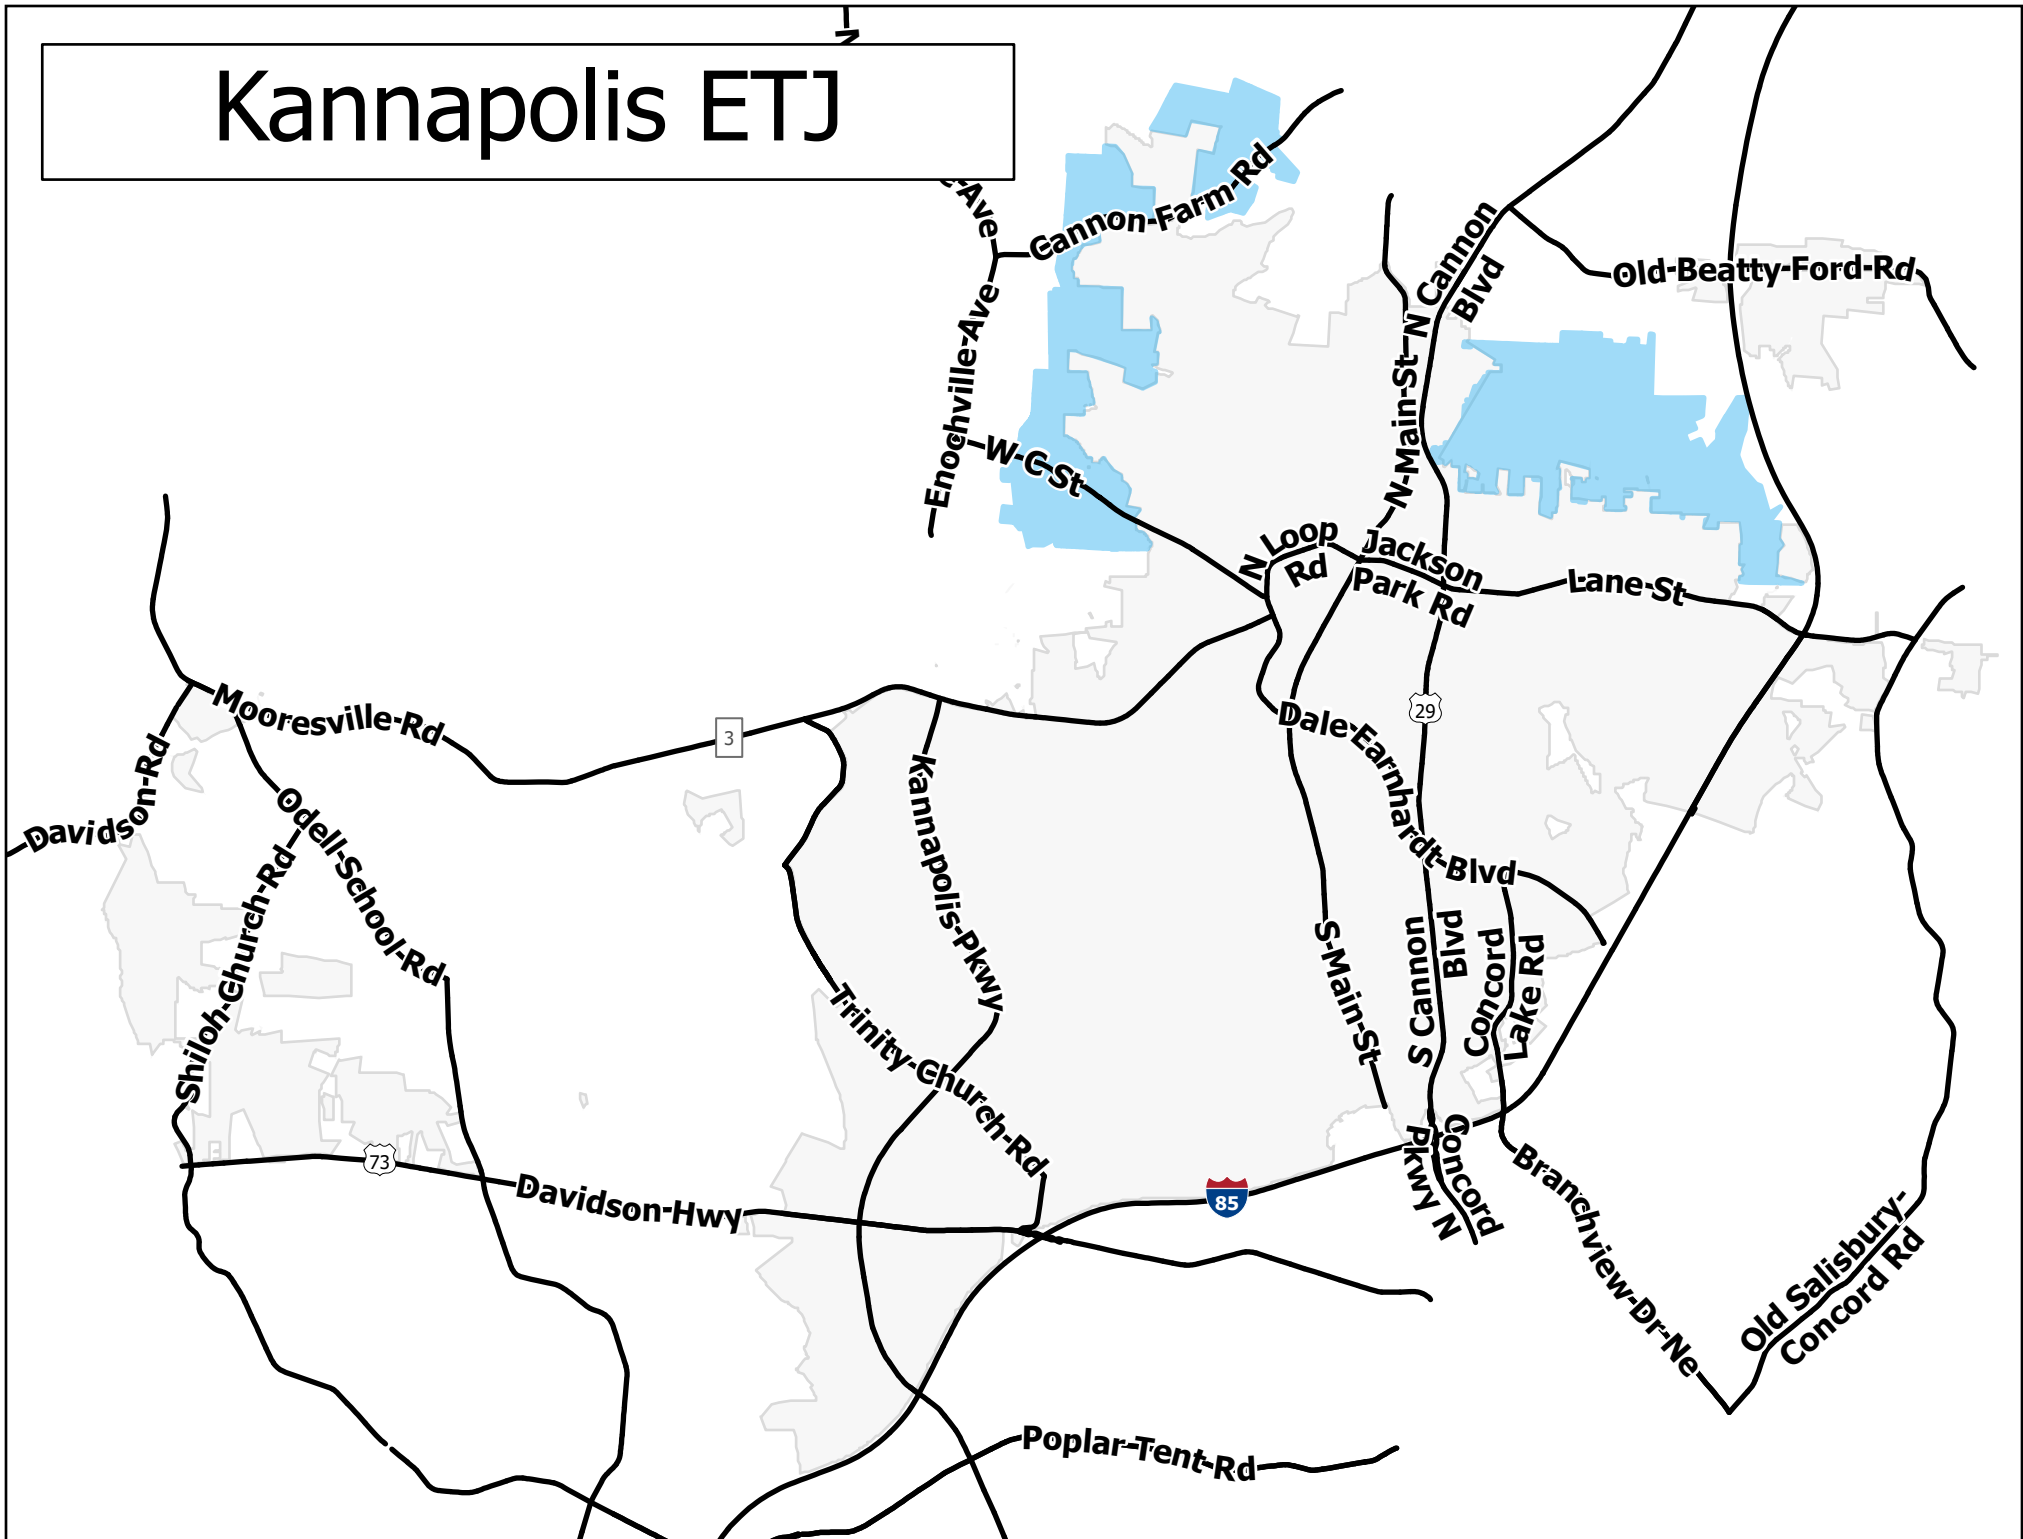 Kannapolis ETJ
Ave
Cannon Farm Rd
N Cannon
Blvd
Old Beatty Ford Rd
Enochville Ave
N Main St
W C St
N Loop
Rd
Jackson
Park Rd
Lane St
Mooresville Rd
3
29
Dale Earnhardt Blvd
Davidson Rd
Kannapolis Pkwy
Odell School Rd
Shiloh Church Rd
S Main St
S Cannon
Blvd
Concord
Lake Rd
Trinity Church Rd
73
Davidson Hwy
85
Concord
Pkwy N
Branchview Dr Ne
Old Salisbury-
Concord Rd
Poplar Tent Rd